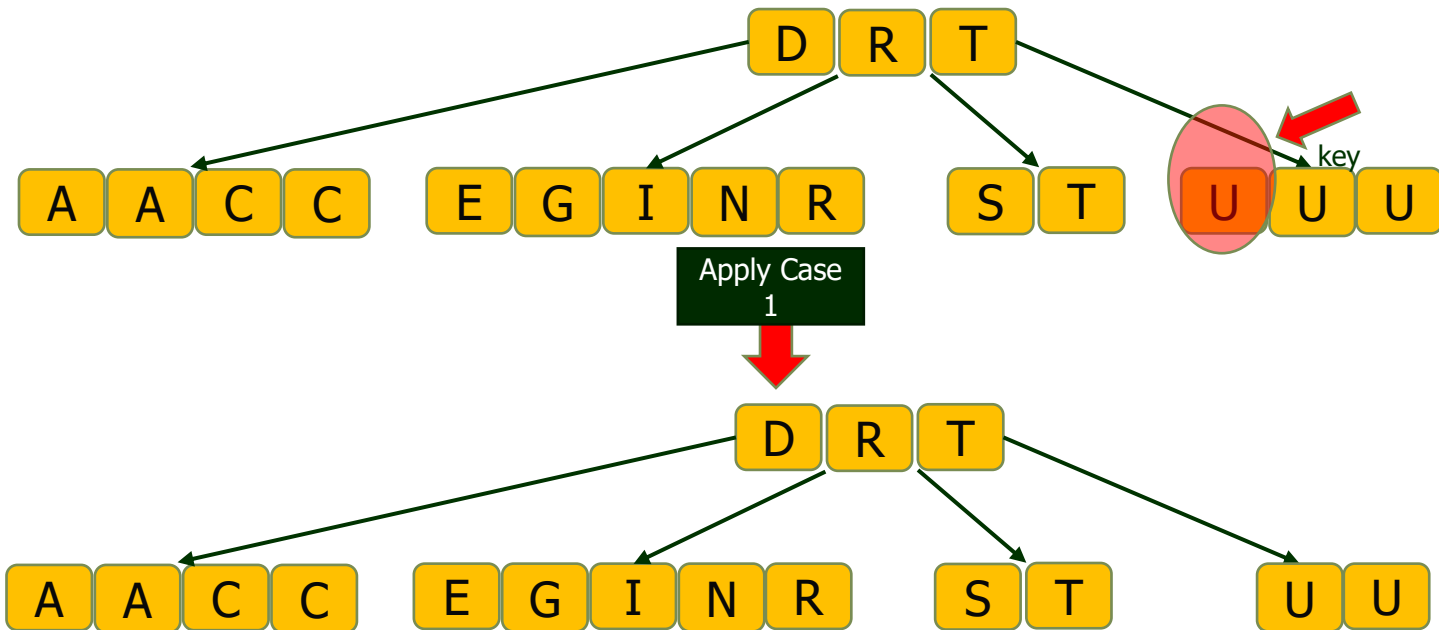 D R T
key
A A C C E G I N R S T U U U
Apply Case
1
D R T
A A C C E G I N R S T U U